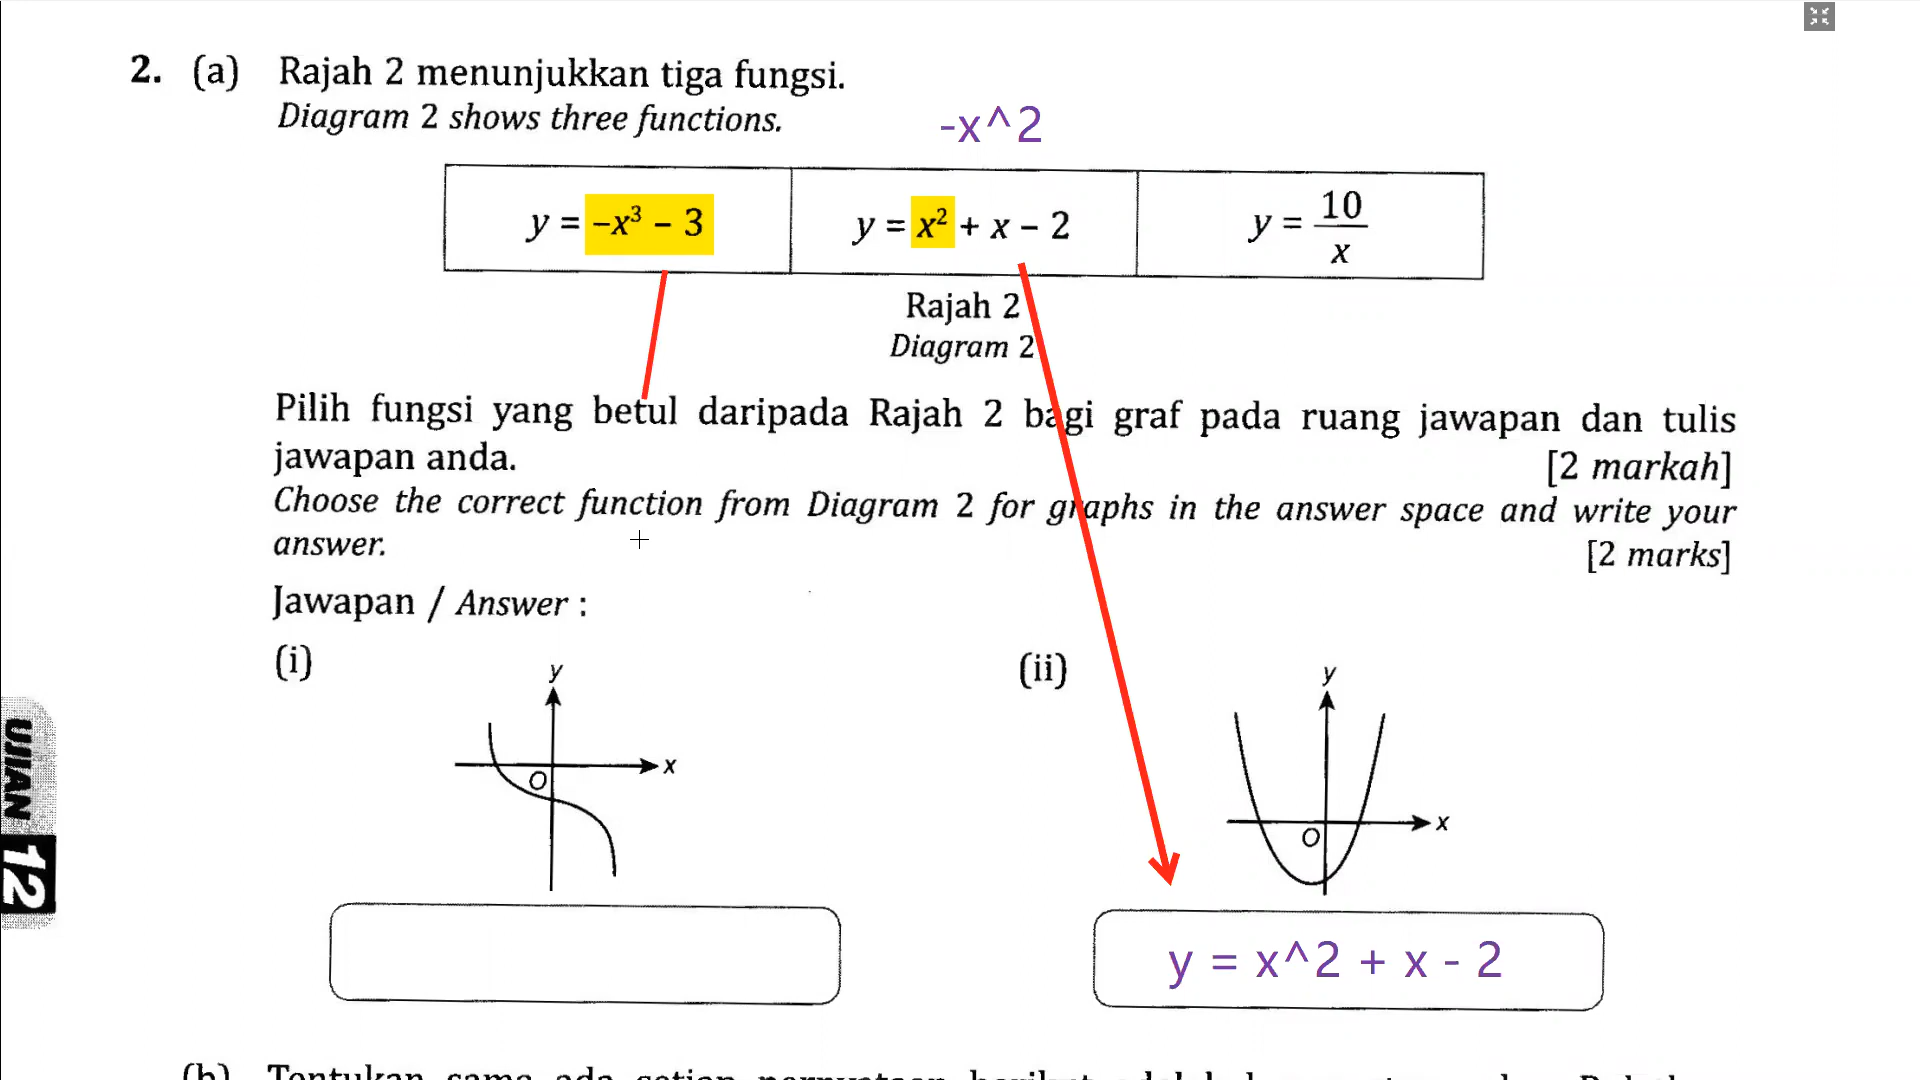 2. (a) Rajah 2 menunjukkan tiga fungsi.
Diagram 2 shows three functions.
-x^2
y = –x³ – 3
y = x² + x – 2
y = 10/x
Rajah 2
Diagram 2
Pilih fungsi yang betul daripada Rajah 2 bagi graf pada ruang jawapan dan tulis
jawapan anda. [2 markah]
Choose the correct function from Diagram 2 for graphs in the answer space and write your
answer. [2 marks]
Jawapan / Answer :
(i)
y
x
O
(ii)
y
x
O
y = x^2 + x - 2
UJIAN 12